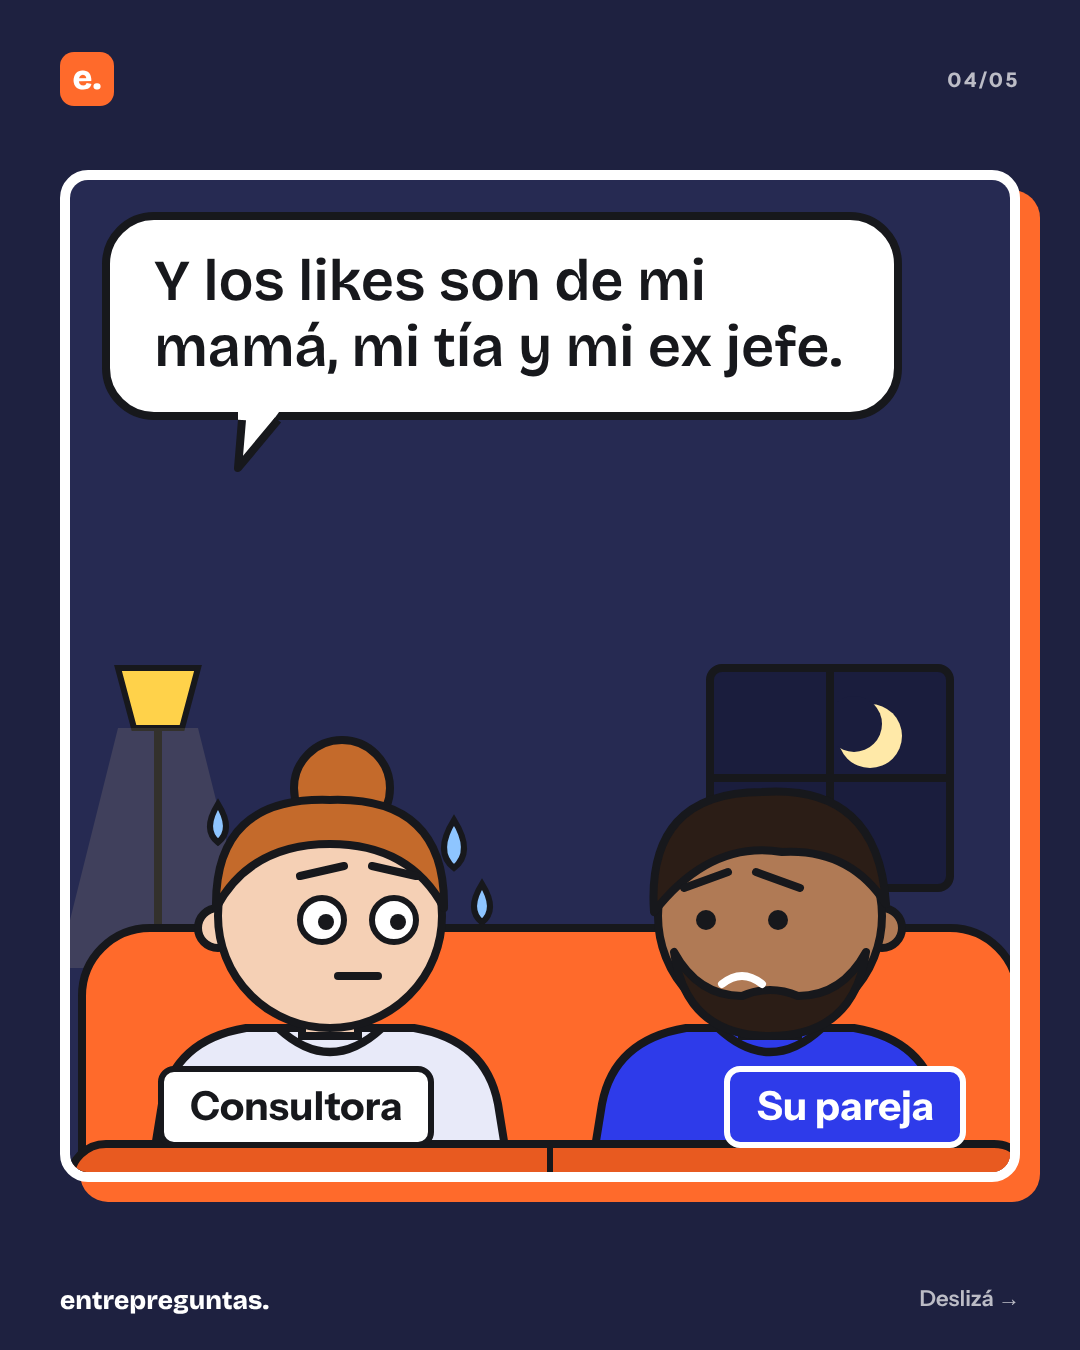 e.
04/05
Y los likes son de mi
mamá, mi tía y mi ex jefe.
Consultora
Su pareja
entrepreguntas.
Deslizá →